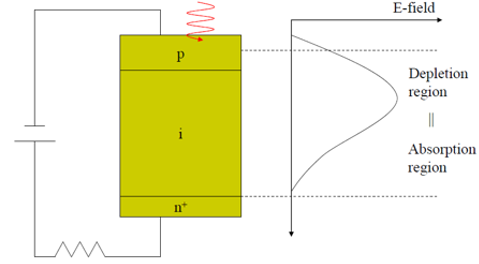 E-field
p
Depletion
region
||
i
Absorption
region
n⁺